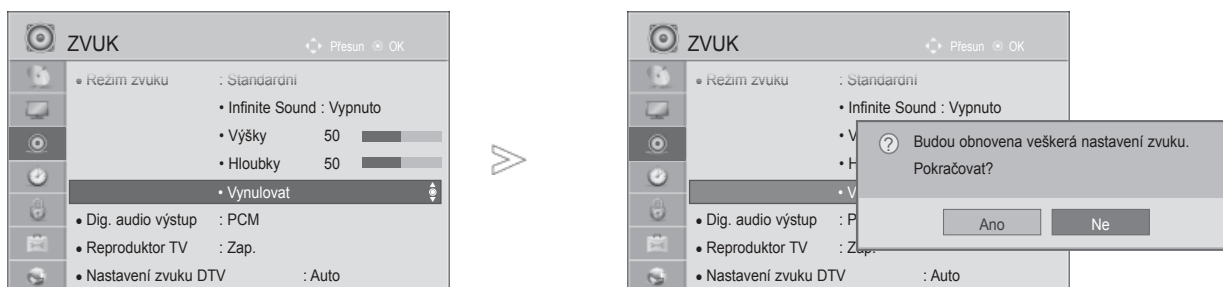 ZVUK
Přesun OK
• Režim zvuku : Standardní
• Infinite Sound : Vypnuto
• Výšky 50
• Hloubky 50
• Vynulovat
• Dig. audio výstup : PCM
• Reproduktor TV : Zap.
• Nastavení zvuku DTV : Auto
ZVUK
Přesun OK
• Režim zvuku : Standardní
• Infinite Sound : Vypnuto
• V
• H
• V
• Dig. audio výstup : P
• Reproduktor TV : Zap.
• Nastavení zvuku DTV : Auto
Budou obnovena veškerá nastavení zvuku.
Pokračovat?
Ano Ne